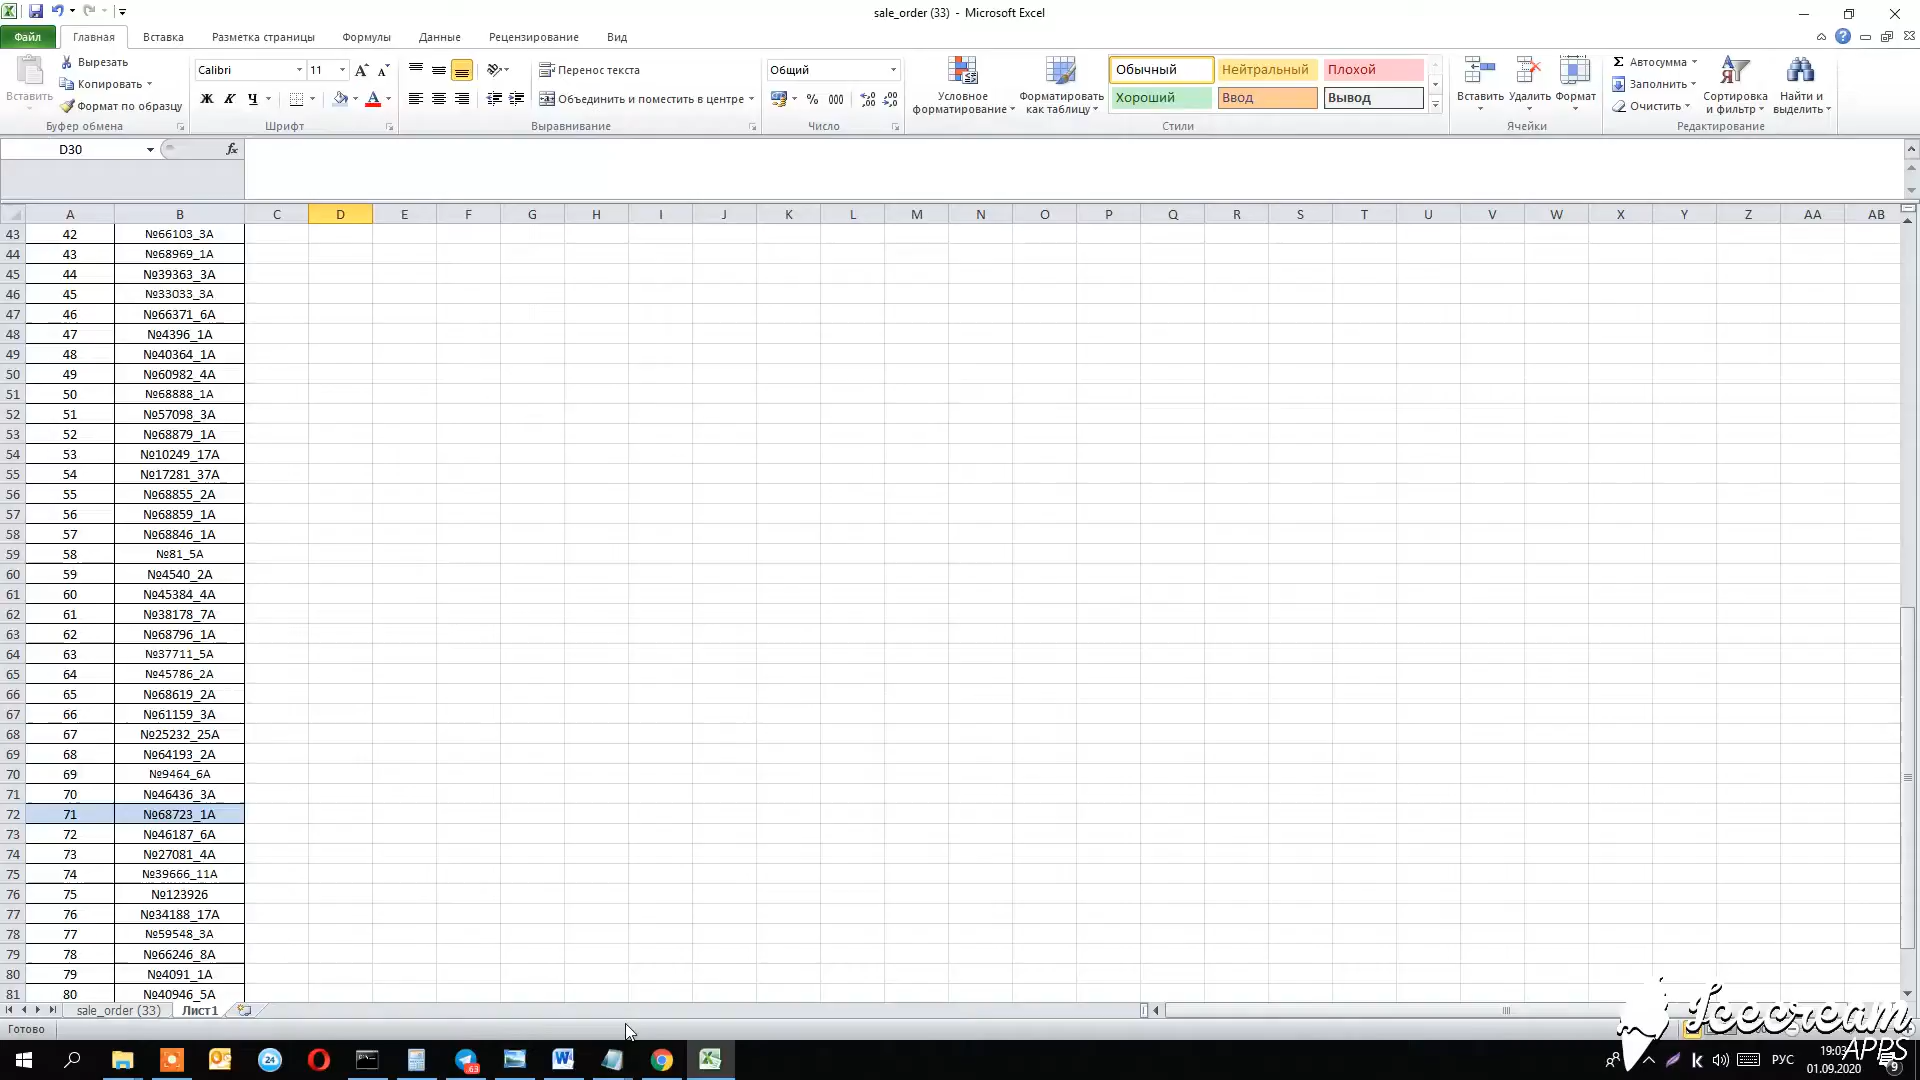 sale_order (33) - Microsoft Excel
Файл Главная Вставка Разметка страницы Формулы Данные Рецензирование Вид
Вставить
Вырезать
Копировать
Формат по образцу
Буфер обмена
Calibri 11
Ж К Ч
Шрифт
Перенос текста
Объединить и поместить в центре
Выравнивание
Общий
% 000
Число
Условное форматирование
Форматировать как таблицу
Обычный Нейтральный Плохой
Хороший Ввод Вывод
Стили
Вставить Удалить Формат
Ячейки
Σ Автосумма
Заполнить
Очистить
Сортировка и фильтр
Найти и выделить
Редактирование
D30 fx
A B C D E F G H I J K L M N O P Q R S T U V W X Y Z AA AB
43 42 №66103_3A
44 43 №68969_1A
45 44 №39363_3A
46 45 №33033_3A
47 46 №66371_6A
48 47 №4396_1A
49 48 №40364_1A
50 49 №60982_4A
51 50 №68888_1A
52 51 №57098_3A
53 52 №68879_1A
54 53 №10249_17A
55 54 №17281_37A
56 55 №68855_2A
57 56 №68859_1A
58 57 №68846_1A
59 58 №81_5A
60 59 №4540_2A
61 60 №45384_4A
62 61 №38178_7A
63 62 №68796_1A
64 63 №37711_5A
65 64 №45786_2A
66 65 №68619_2A
67 66 №61159_3A
68 67 №25232_25A
69 68 №64193_2A
70 69 №9464_6A
71 70 №46436_3A
72 71 №68723_1A
73 72 №46187_6A
74 73 №27081_4A
75 74 №39666_11A
76 75 №123926
77 76 №34188_17A
78 77 №59548_3A
79 78 №66246_8A
80 79 №4091_1A
81 80 №40946_5A
sale_order (33) Лист1
Готово
Icecream
APPS
24
63
РУС
19:03
01.09.2020
9